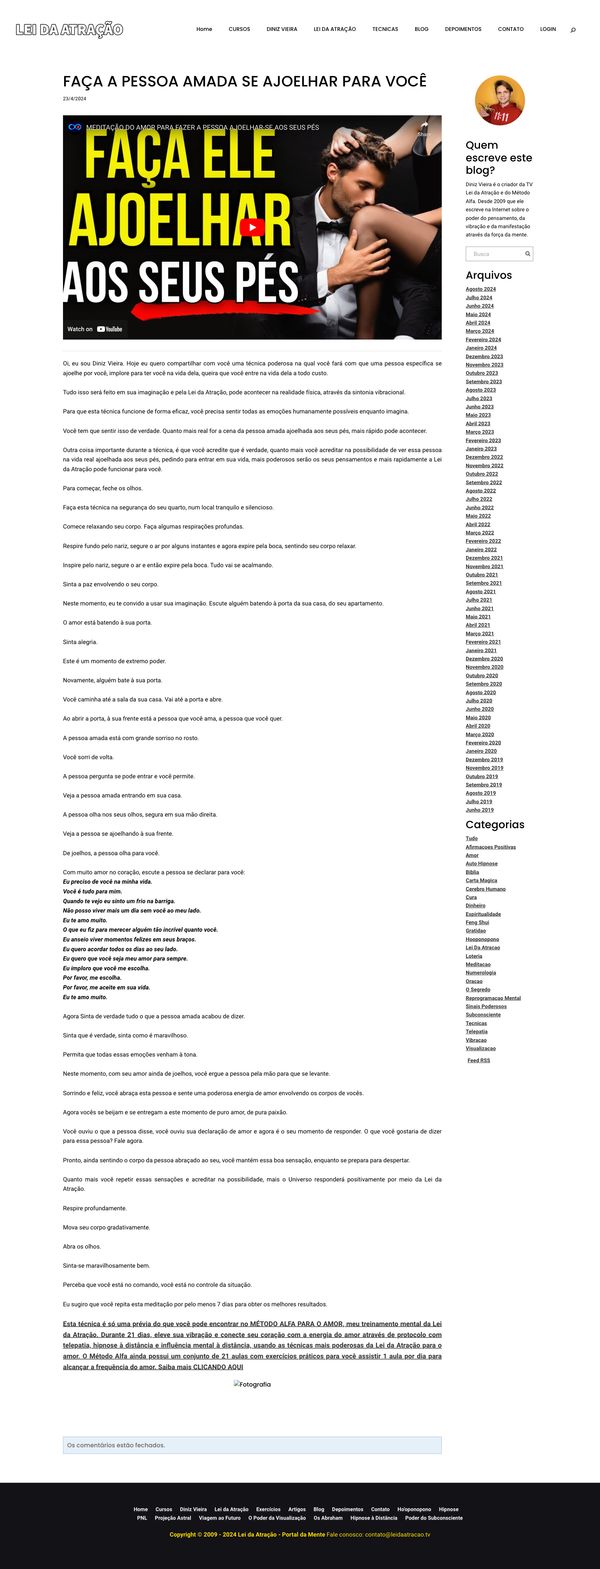 LEI DA ATRAÇÃO
Home CURSOS DINIZ VIEIRA LEI DA ATRAÇÃO TECNICAS BLOG DEPOIMENTOS CONTATO LOGIN
FAÇA A PESSOA AMADA SE AJOELHAR PARA VOCÊ
23/4/2024
MEDITAÇÃO DO AMOR PARA FAZER A PESSOA AJOELHAR-SE AOS SEUS PÉS
Share
FAÇA ELE
AJOELHAR
AOS SEUS PÉS
Watch on YouTube
Oi, eu sou Diniz Vieira. Hoje eu quero compartilhar com você uma técnica poderosa na qual você fará com que uma pessoa específica se
ajoelhe por você, implore para ter você na vida dela, queira que você entre na vida dela a todo custo.
Tudo isso será feito em sua imaginação e pela Lei da Atração, pode acontecer na realidade física, através da sintonia vibracional.
Para que esta técnica funcione de forma eficaz, você precisa sentir todas as emoções humanamente possíveis enquanto imagina.
Você tem que sentir isso de verdade. Quanto mais real for a cena da pessoa amada ajoelhada aos seus pés, mais rápido pode acontecer.
Outra coisa importante durante a técnica, é que você acredite que é verdade, quanto mais você acreditar na possibilidade de ver essa pessoa
na vida real ajoelhada aos seus pés, pedindo para entrar em sua vida, mais poderosos serão os seus pensamentos e mais rapidamente a Lei
da Atração pode funcionar para você.
Para começar, feche os olhos.
Faça esta técnica na segurança do seu quarto, num local tranquilo e silencioso.
Comece relaxando seu corpo. Faça algumas respirações profundas.
Respire fundo pelo nariz, segure o ar por alguns instantes e agora expire pela boca, sentindo seu corpo relaxar.
Inspire pelo nariz, segure o ar e então expire pela boca. Tudo vai se acalmando.
Sinta a paz envolvendo o seu corpo.
Neste momento, eu te convido a usar sua imaginação. Escute alguém batendo à porta da sua casa, do seu apartamento.
O amor está batendo à sua porta.
Sinta alegria.
Este é um momento de extremo poder.
Novamente, alguém bate à sua porta.
Você caminha até a sala da sua casa. Vai até a porta e abre.
Ao abrir a porta, à sua frente está a pessoa que você ama, a pessoa que você quer.
A pessoa amada está com grande sorriso no rosto.
Você sorri de volta.
A pessoa pergunta se pode entrar e você permite.
Veja a pessoa amada entrando em sua casa.
A pessoa olha nos seus olhos, segura em sua mão direita.
Veja a pessoa se ajoelhando à sua frente.
De joelhos, a pessoa olha para você.
Com muito amor no coração, escute a pessoa se declarar para você:
Eu preciso de você na minha vida.
Você é tudo para mim.
Quando te vejo eu sinto um frio na barriga.
Não posso viver mais um dia sem você ao meu lado.
Eu te amo muito.
O que eu fiz para merecer alguém tão incrível quanto você.
Eu anseio viver momentos felizes em seus braços.
Eu quero acordar todos os dias ao seu lado.
Eu quero que você seja meu amor para sempre.
Eu imploro que você me escolha.
Por favor, me escolha.
Por favor, me aceite em sua vida.
Eu te amo muito.
Agora Sinta de verdade tudo o que a pessoa amada acabou de dizer.
Sinta que é verdade, sinta como é maravilhoso.
Permita que todas essas emoções venham à tona.
Neste momento, com seu amor ainda de joelhos, você ergue a pessoa pela mão para que se levante.
Sorrindo e feliz, você abraça esta pessoa e sente uma poderosa energia de amor envolvendo os corpos de vocês.
Agora vocês se beijam e se entregam a este momento de puro amor, de pura paixão.
Você ouviu o que a pessoa disse, você ouviu sua declaração de amor e agora é o seu momento de responder. O que você gostaria de dizer
para essa pessoa? Fale agora.
Pronto, ainda sentindo o corpo da pessoa abraçado ao seu, você mantém essa boa sensação, enquanto se prepara para despertar.
Quanto mais você repetir essas sensações e acreditar na possibilidade, mais o Universo responderá positivamente por meio da Lei da
Atração.
Respire profundamente.
Mova seu corpo gradativamente.
Abra os olhos.
Sinta-se maravilhosamente bem.
Perceba que você está no comando, você está no controle da situação.
Eu sugiro que você repita esta meditação por pelo menos 7 dias para obter os melhores resultados.
Esta técnica é só uma prévia do que você pode encontrar no MÉTODO ALFA PARA O AMOR, meu treinamento mental da Lei
da Atração. Durante 21 dias, eleve sua vibração e conecte seu coração com a energia do amor através de protocolo com
telepatia, hipnose à distância e influência mental à distância, usando as técnicas mais poderosas da Lei da Atração para o
amor. O Método Alfa ainda possui um conjunto de 21 aulas com exercícios práticos para você assistir 1 aula por dia para
alcançar a frequência do amor. Saiba mais CLICANDO AQUI
Fotografia
Os comentários estão fechados.
11:11
Quem
escreve este
blog?
Diniz Vieira é o criador da TV
Lei da Atração e do Método
Alfa. Desde 2009 que ele
escreve na Internet sobre o
poder do pensamento, da
vibração e da manifestação
através da força da mente.
Busca
Arquivos
Agosto 2024
Julho 2024
Junho 2024
Maio 2024
Abril 2024
Março 2024
Fevereiro 2024
Janeiro 2024
Dezembro 2023
Novembro 2023
Outubro 2023
Setembro 2023
Agosto 2023
Julho 2023
Junho 2023
Maio 2023
Abril 2023
Março 2023
Fevereiro 2023
Janeiro 2023
Dezembro 2022
Novembro 2022
Outubro 2022
Setembro 2022
Agosto 2022
Julho 2022
Junho 2022
Maio 2022
Abril 2022
Março 2022
Fevereiro 2022
Janeiro 2022
Dezembro 2021
Novembro 2021
Outubro 2021
Setembro 2021
Agosto 2021
Julho 2021
Junho 2021
Maio 2021
Abril 2021
Março 2021
Fevereiro 2021
Janeiro 2021
Dezembro 2020
Novembro 2020
Outubro 2020
Setembro 2020
Agosto 2020
Julho 2020
Junho 2020
Maio 2020
Abril 2020
Março 2020
Fevereiro 2020
Janeiro 2020
Dezembro 2019
Novembro 2019
Outubro 2019
Setembro 2019
Agosto 2019
Julho 2019
Junho 2019
Categorias
Tudo
Afirmacoes Positivas
Amor
Auto Hipnose
Biblia
Carta Magica
Cerebro Humano
Cura
Dinheiro
Espiritualidade
Feng Shui
Gratidao
Hooponopono
Lei Da Atracao
Loteria
Meditacao
Numerologia
Oracao
O Segredo
Reprogramacao Mental
Sinais Poderosos
Subconsciente
Tecnicas
Telepatia
Vibracao
Visualizacao
Feed RSS
Home Cursos Diniz Vieira Lei da Atração Exercícios Artigos Blog Depoimentos Contato Ho'oponopono Hipnose
PNL Projeção Astral Viagem ao Futuro O Poder da Visualização Os Abraham Hipnose à Distância Poder do Subconsciente
Copyright © 2009 - 2024 Lei da Atração - Portal da Mente Fale conosco: contato@leidaatracao.tv